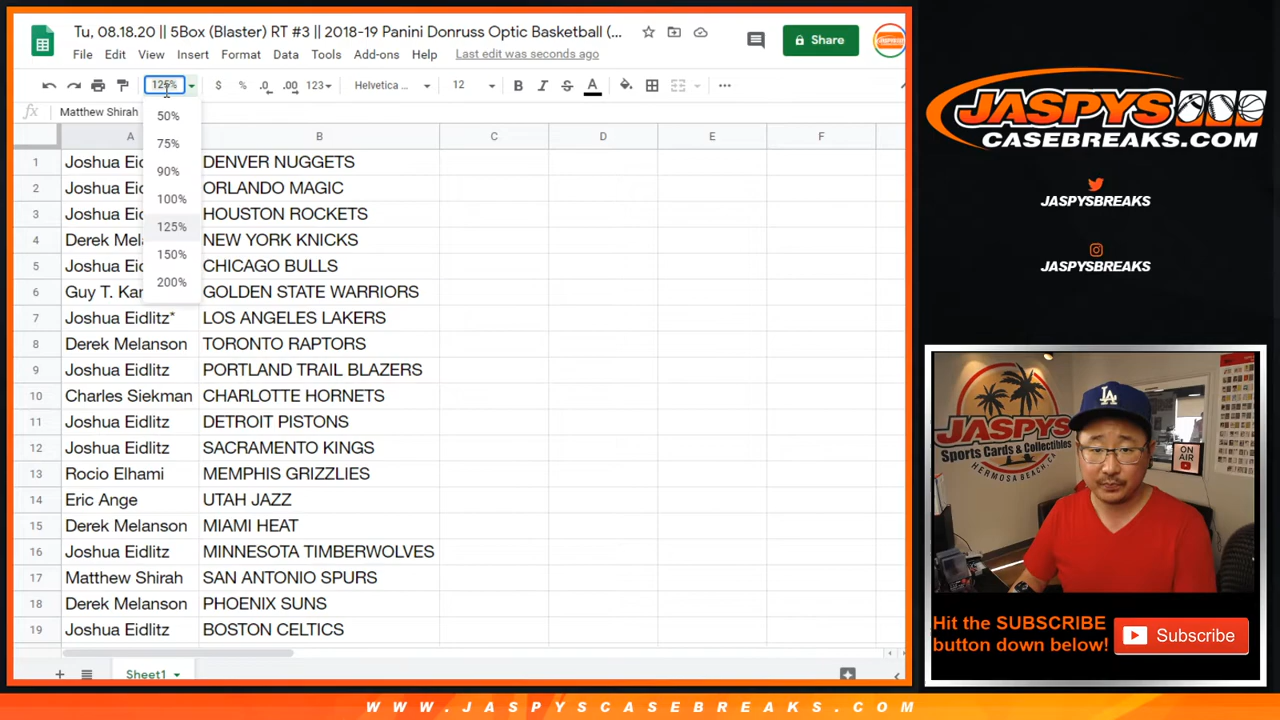 Tu, 08.18.20 || 5Box (Blaster) RT #3 || 2018-19 Panini Donruss Optic Basketball (...
File Edit View Insert Format Data Tools Add-ons Help Last edit was seconds ago
Share
125% $ % .0 .00 123 Helvetica ... 12 B I S A
50%
75%
90%
100%
125%
150%
200%
fx Matthew Shirah
A B C D E F
1 Joshua Eid DENVER NUGGETS
2 Joshua Eid ORLANDO MAGIC
3 Joshua Eid HOUSTON ROCKETS
4 Derek Mela NEW YORK KNICKS
5 Joshua Eid CHICAGO BULLS
6 Guy T. Kar GOLDEN STATE WARRIORS
7 Joshua Eidlitz* LOS ANGELES LAKERS
8 Derek Melanson TORONTO RAPTORS
9 Joshua Eidlitz PORTLAND TRAIL BLAZERS
10 Charles Siekman CHARLOTTE HORNETS
11 Joshua Eidlitz DETROIT PISTONS
12 Joshua Eidlitz SACRAMENTO KINGS
13 Rocio Elhami MEMPHIS GRIZZLIES
14 Eric Ange UTAH JAZZ
15 Derek Melanson MIAMI HEAT
16 Joshua Eidlitz MINNESOTA TIMBERWOLVES
17 Matthew Shirah SAN ANTONIO SPURS
18 Derek Melanson PHOENIX SUNS
19 Joshua Eidlitz BOSTON CELTICS
Sheet1
JASPYS
CASEBREAKS.COM
JASPYSBREAKS
JASPYSBREAKS
JASPYS
Sports Cards & Collectibles
HERMOSA BEACH, CA
LA
ON
AIR
Hit the SUBSCRIBE
button down below!
Subscribe
WWW.JASPYSCASEBREAKS.COM